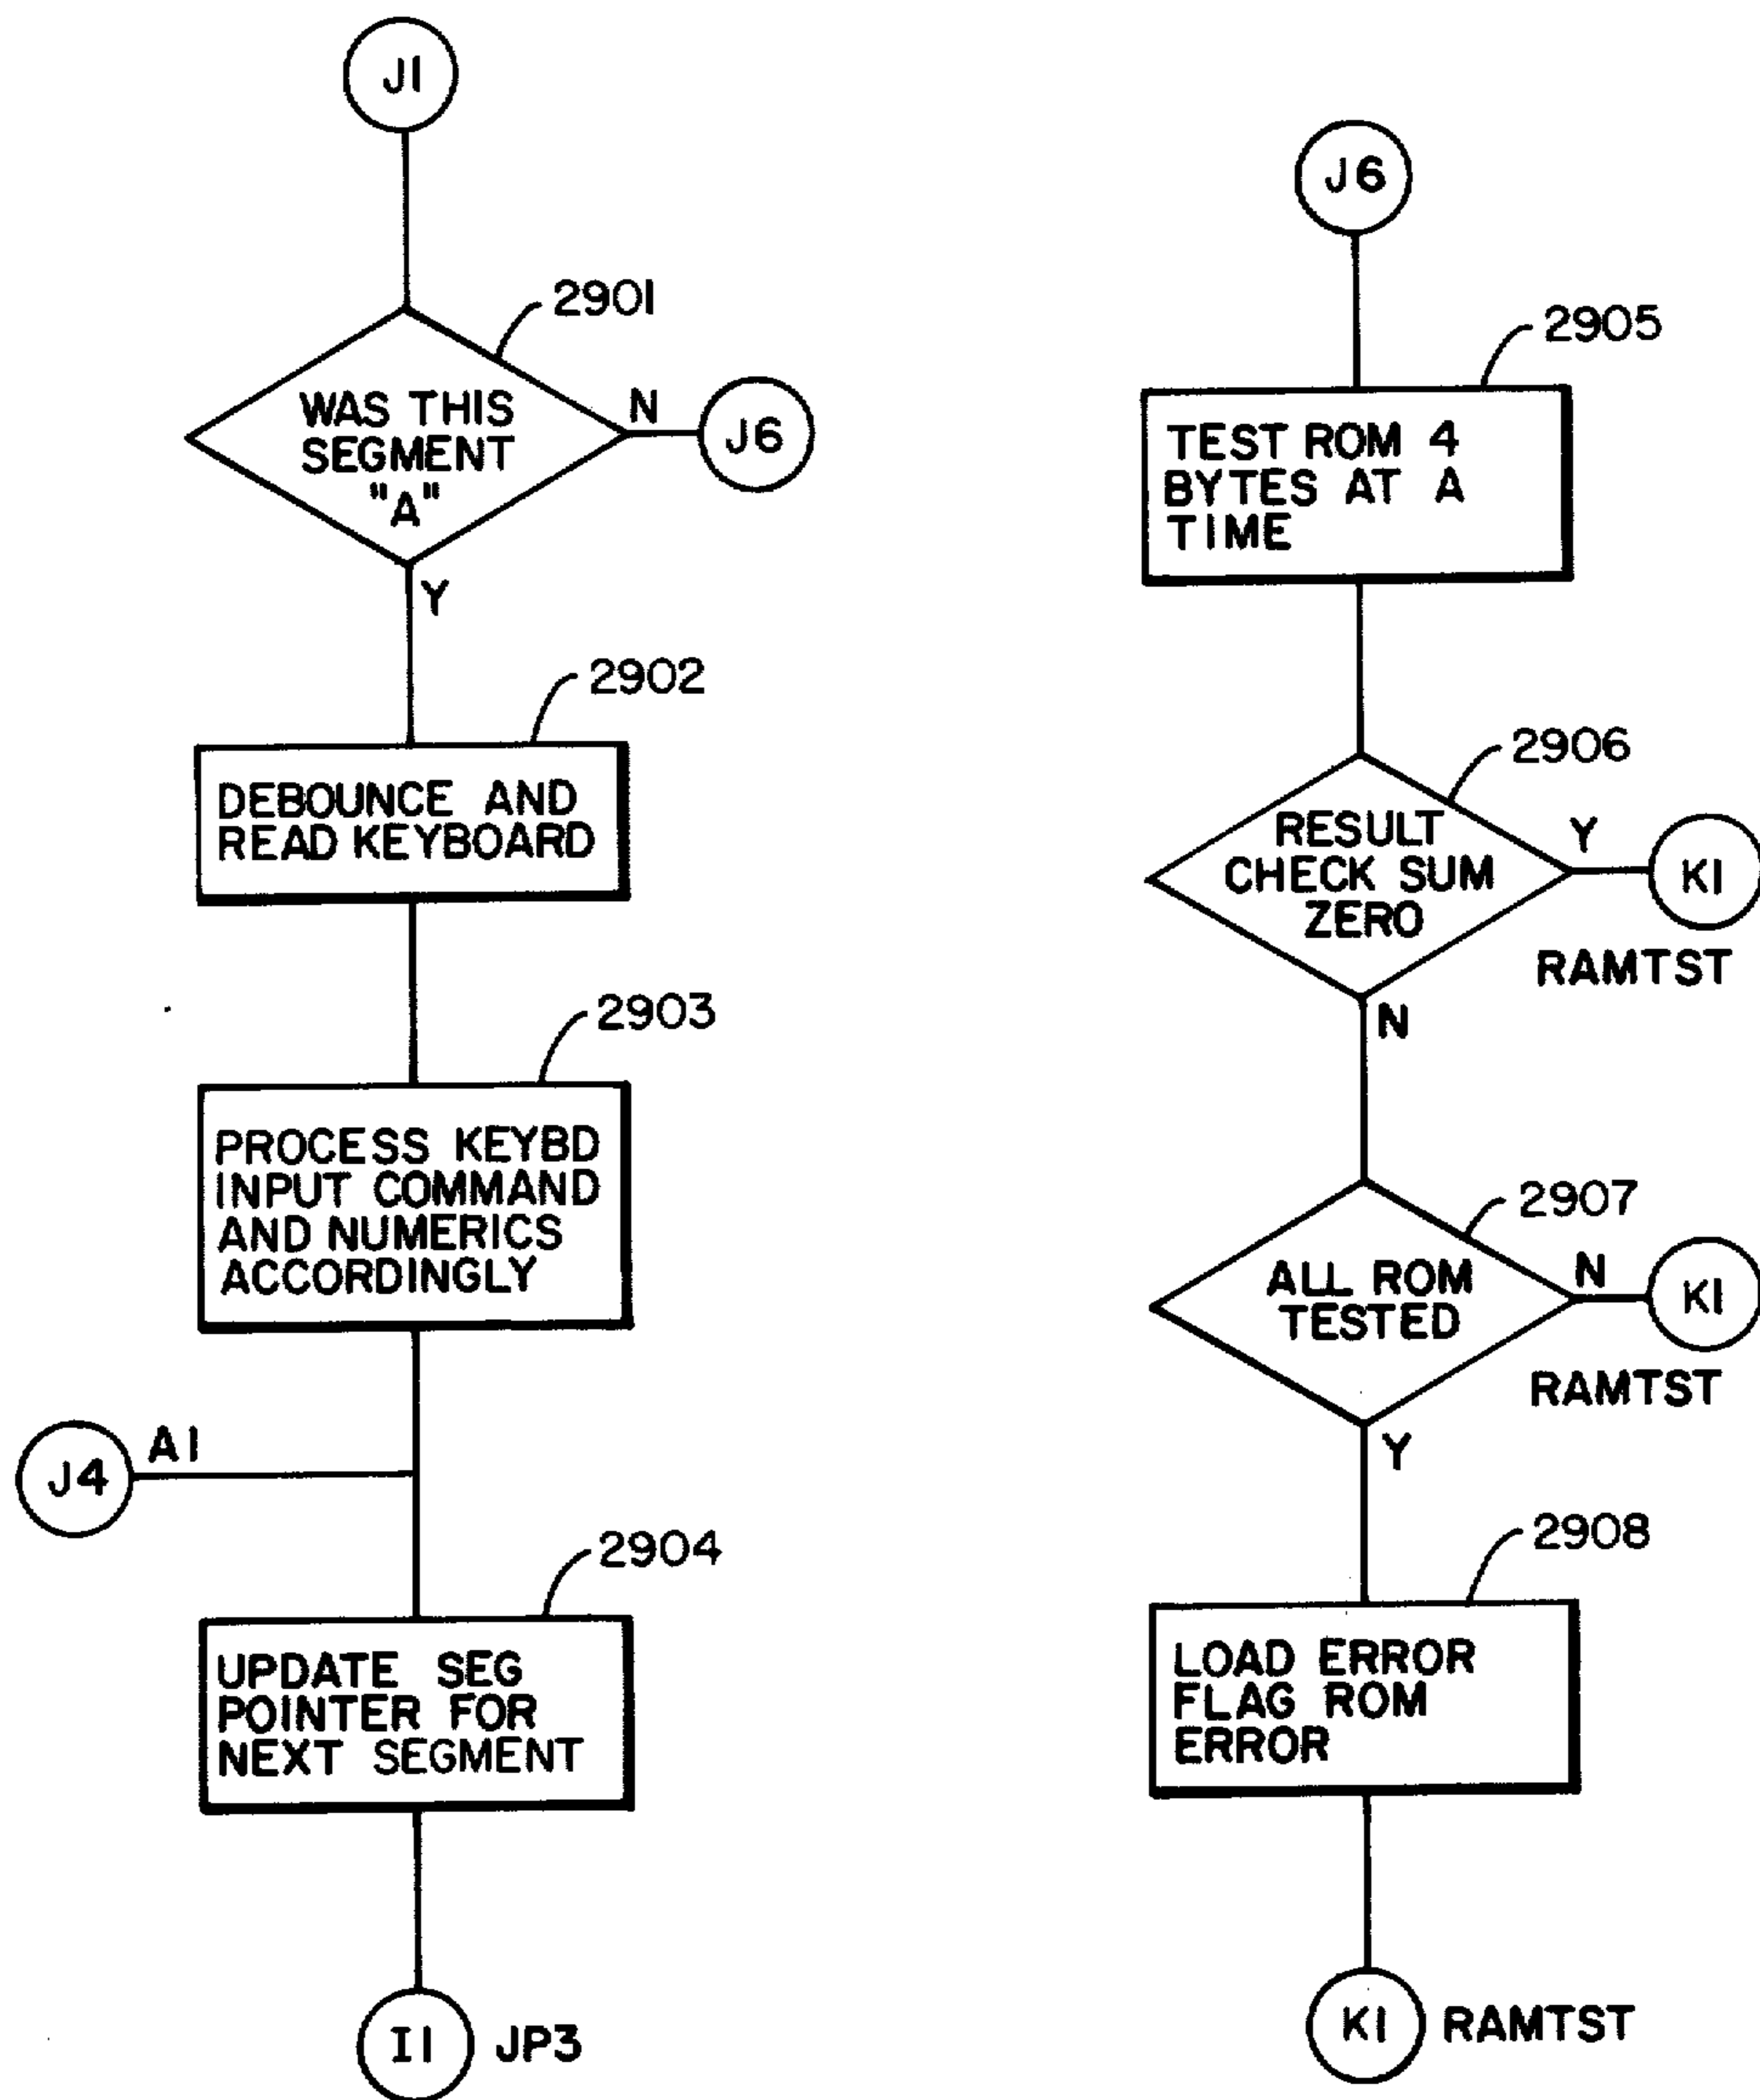 J1
2901
WAS THIS
SEGMENT
"A"
N
J6
Y
2902
DEBOUNCE AND
READ KEYBOARD
2903
PROCESS KEYBD
INPUT COMMAND
AND NUMERICS
ACCORDINGLY
J4
A1
2904
UPDATE SEG
POINTER FOR
NEXT SEGMENT
I1
JP3
J6
2905
TEST ROM 4
BYTES AT A
TIME
2906
RESULT
CHECK SUM
ZERO
Y
K1
RAMTST
N
2907
ALL ROM
TESTED
N
K1
RAMTST
Y
2908
LOAD ERROR
FLAG ROM
ERROR
K1
RAMTST